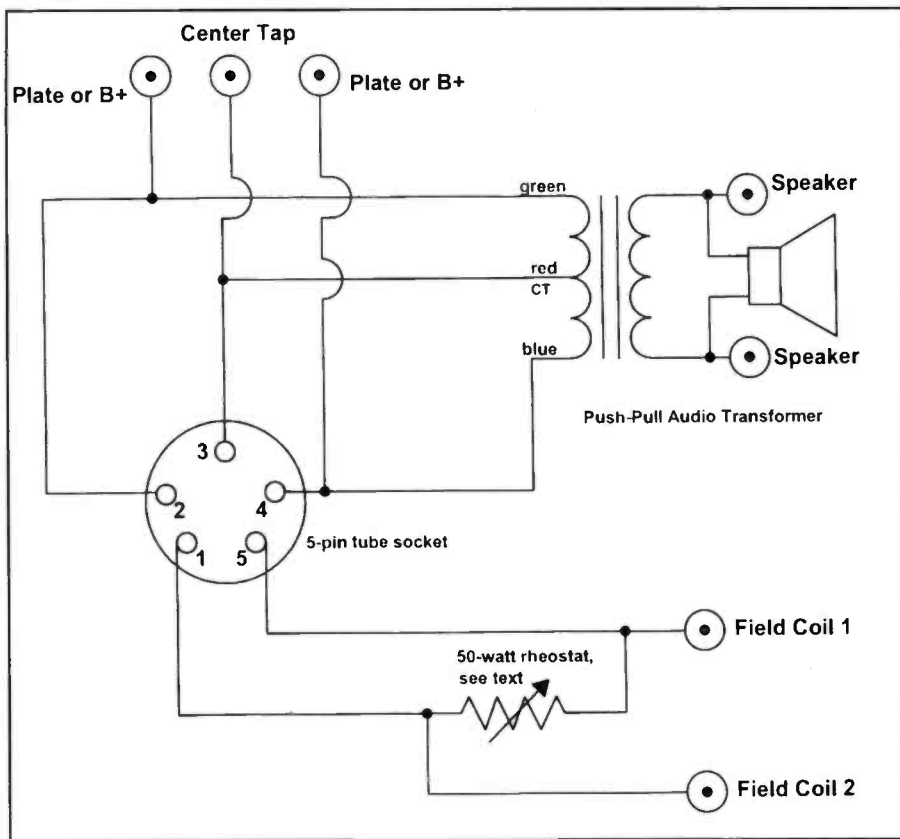 Center Tap
Plate or B+
Plate or B+
green
Speaker
red
CT
blue
Speaker
Push-Pull Audio Transformer
3
2
4
1
5
5-pin tube socket
Field Coil 1
50-watt rheostat,
see text
Field Coil 2